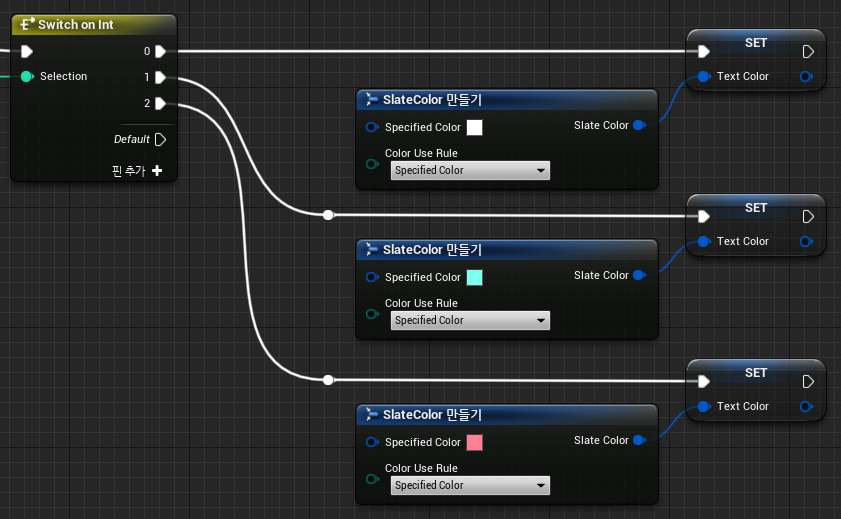 Switch on Int
0
Selection
1
2
Default
핀 추가
SET
Text Color
SlateColor 만들기
Specified Color
Slate Color
Color Use Rule
Specified Color
SET
Text Color
SlateColor 만들기
Specified Color
Slate Color
Color Use Rule
Specified Color
SET
Text Color
SlateColor 만들기
Specified Color
Slate Color
Color Use Rule
Specified Color